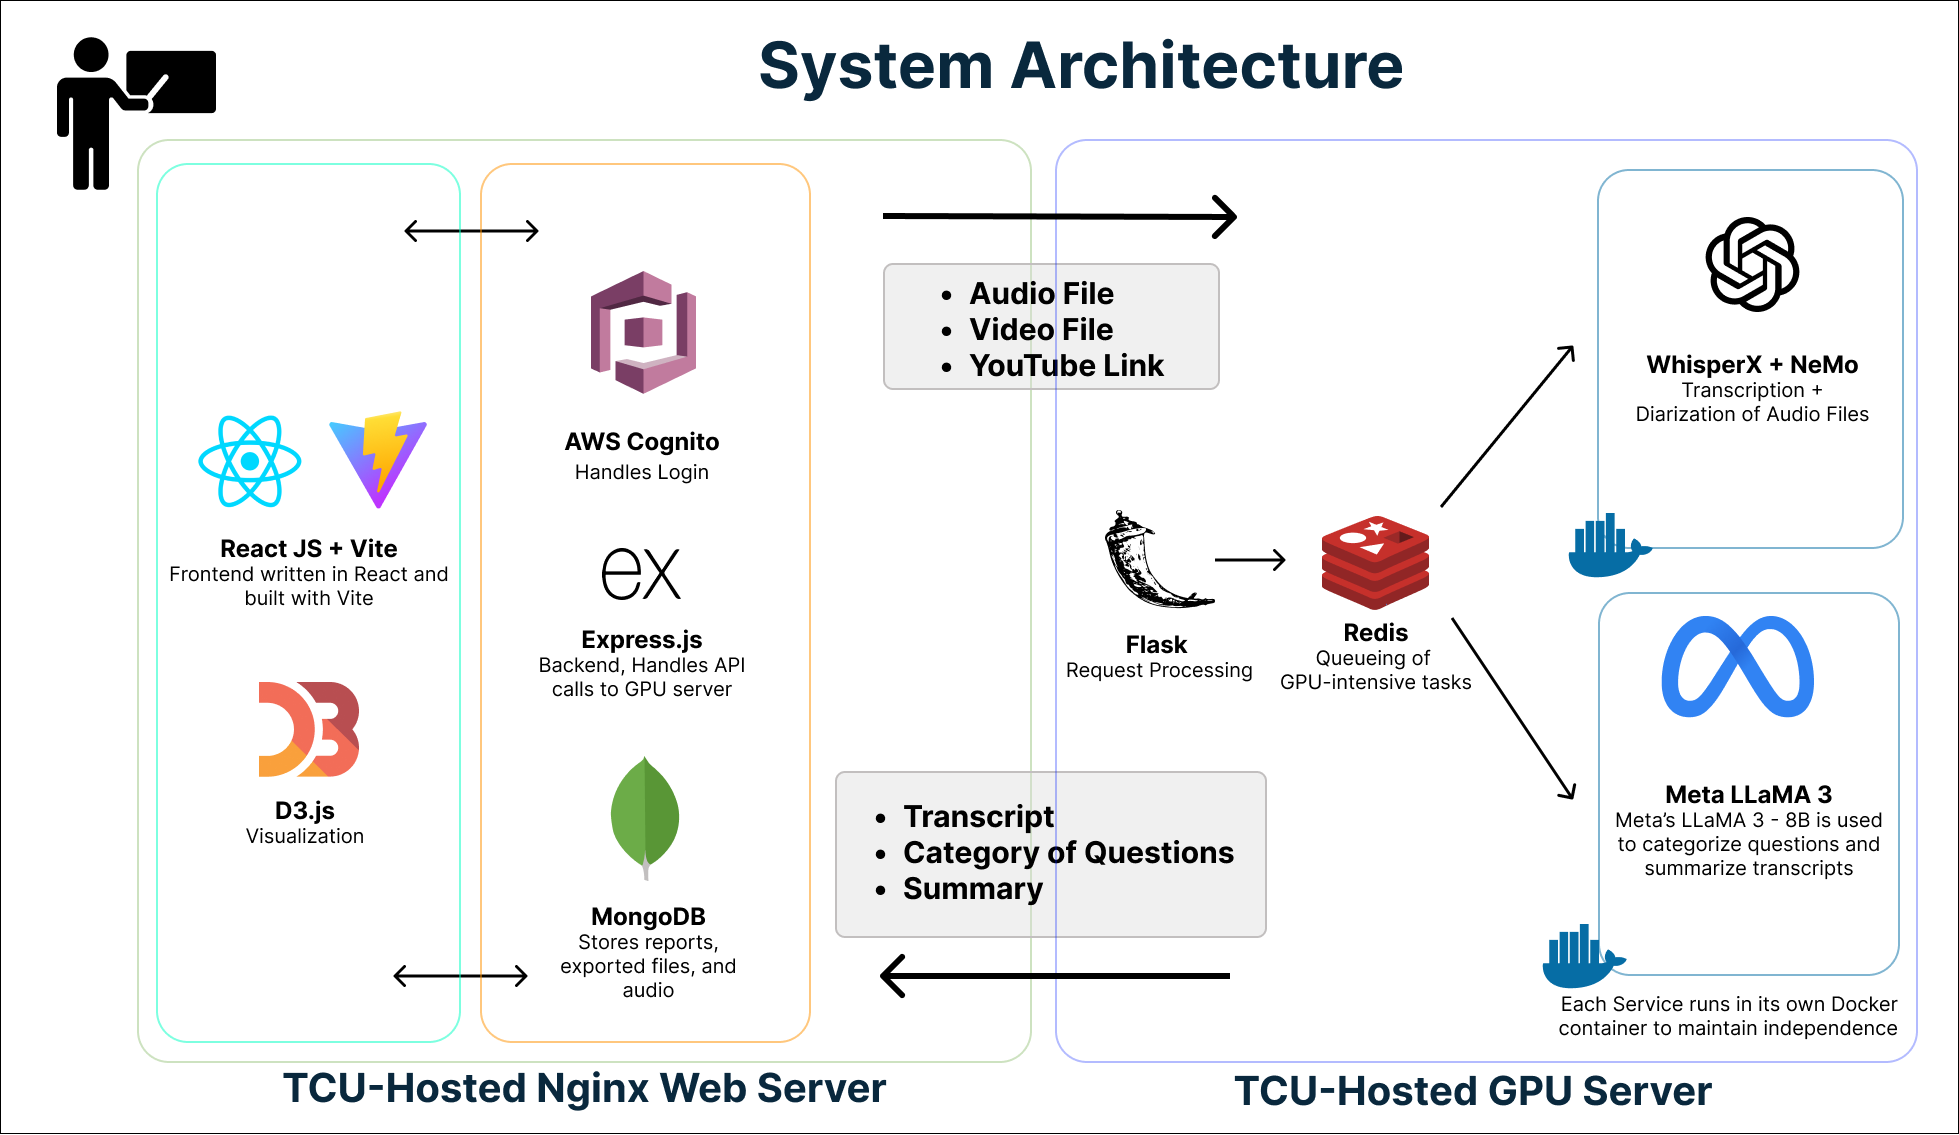 System Architecture
Audio File
Video File
YouTube Link
AWS Cognito
Handles Login
React JS + Vite
Frontend written in React and
built with Vite
ex
Express.js
Backend, Handles API
calls to GPU server
D3.js
Visualization
MongoDB
Stores reports,
exported files, and
audio
Flask
Request Processing
Redis
Queueing of
GPU-intensive tasks
WhisperX + NeMo
Transcription +
Diarization of Audio Files
Meta LLaMA 3
Meta’s LLaMA 3 - 8B is used
to categorize questions and
summarize transcripts
Transcript
Category of Questions
Summary
Each Service runs in its own Docker
container to maintain independence
TCU-Hosted Nginx Web Server
TCU-Hosted GPU Server